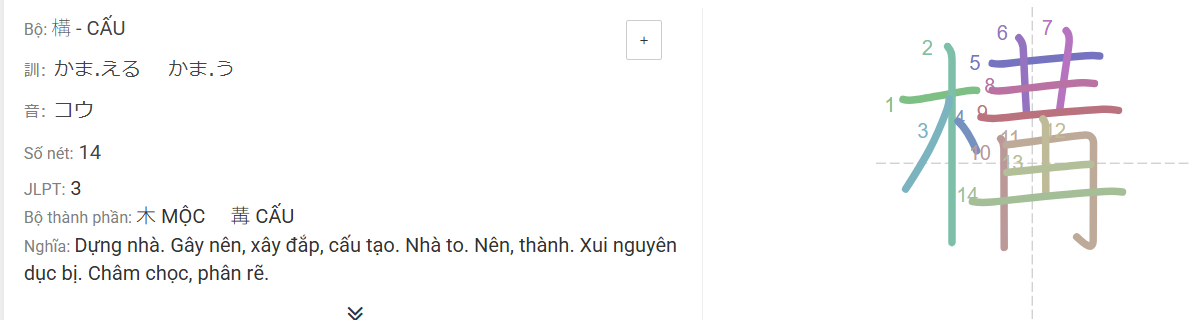 Bộ: 構 - CẤU
+
訓: かま.える かま.う
音: コウ
Số nét: 14
JLPT: 3
Bộ thành phần: 木 MỘC 冓 CẤU
Nghĩa: Dựng nhà. Gây nên, xây đắp, cấu tạo. Nhà to. Nên, thành. Xui nguyên
dục bị. Châm chọc, phân rẽ.
構
1
2
3
4
5
6
7
8
9
10
11
12
13
14